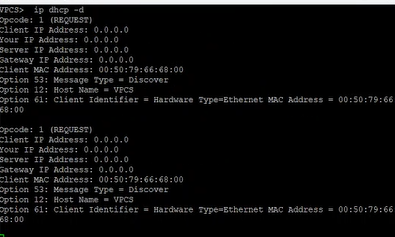 VPCS>  ip dhcp -d
Opcode: 1 (REQUEST)
Client IP Address: 0.0.0.0
Your IP Address: 0.0.0.0
Server IP Address: 0.0.0.0
Gateway IP Address: 0.0.0.0
Client MAC Address: 00:50:79:66:68:00
Option 53: Message Type = Discover
Option 12: Host Name = VPCS
Option 61: Client Identifier = Hardware Type=Ethernet MAC Address = 00:50:79:66
68:00

Opcode: 1 (REQUEST)
Client IP Address: 0.0.0.0
Your IP Address: 0.0.0.0
Server IP Address: 0.0.0.0
Gateway IP Address: 0.0.0.0
Client MAC Address: 00:50:79:66:68:00
Option 53: Message Type = Discover
Option 12: Host Name = VPCS
Option 61: Client Identifier = Hardware Type=Ethernet MAC Address = 00:50:79:66
68:00